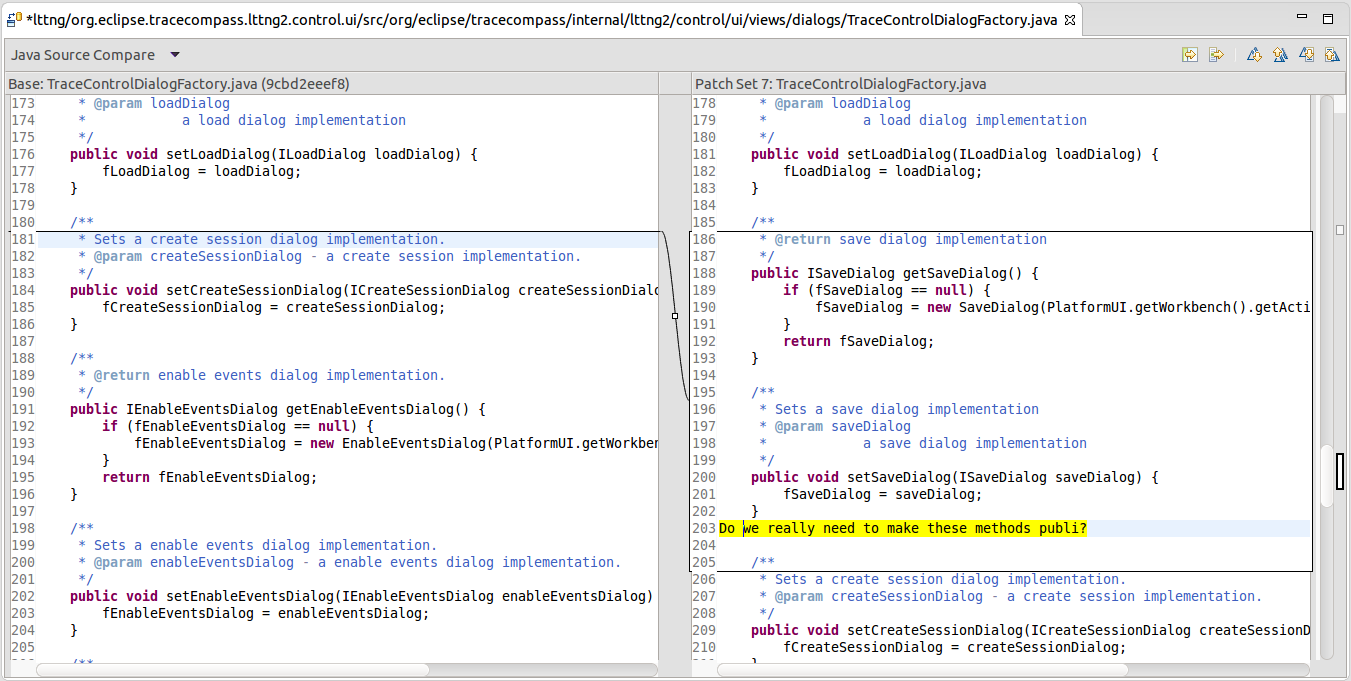 *lttng/org.eclipse.tracecompass.lttng2.control.ui/src/org/eclipse/tracecompass/internal/lttng2/control/ui/views/dialogs/TraceControlDialogFactory.java
Java Source Compare
Base: TraceControlDialogFactory.java (9cbd2eeef8)
173      * @param loadDialog
174      *            a load dialog implementation
175      */
176     public void setLoadDialog(ILoadDialog loadDialog) {
177         fLoadDialog = loadDialog;
178     }
179
180     /**
181      * Sets a create session dialog implementation.
182      * @param createSessionDialog - a create session implementation.
183      */
184     public void setCreateSessionDialog(ICreateSessionDialog createSessionDialo
185         fCreateSessionDialog = createSessionDialog;
186     }
187
188     /**
189      * @return enable events dialog implementation.
190      */
191     public IEnableEventsDialog getEnableEventsDialog() {
192         if (fEnableEventsDialog == null) {
193             fEnableEventsDialog = new EnableEventsDialog(PlatformUI.getWorkben
194         }
195         return fEnableEventsDialog;
196     }
197
198     /**
199      * Sets a enable events dialog implementation.
200      * @param enableEventsDialog - a enable events dialog implementation.
201      */
202     public void setEnableEventsDialog(IEnableEventsDialog enableEventsDialog)
203         fEnableEventsDialog = enableEventsDialog;
204     }
205
/**
Patch Set 7: TraceControlDialogFactory.java
178      * @param loadDialog
179      *            a load dialog implementation
180      */
181     public void setLoadDialog(ILoadDialog loadDialog) {
182         fLoadDialog = loadDialog;
183     }
184
185     /**
186      * @return save dialog implementation
187      */
188     public ISaveDialog getSaveDialog() {
189         if (fSaveDialog == null) {
190             fSaveDialog = new SaveDialog(PlatformUI.getWorkbench().getActi
191         }
192         return fSaveDialog;
193     }
194
195     /**
196      * Sets a save dialog implementation
197      * @param saveDialog
198      *            a save dialog implementation
199      */
200     public void setSaveDialog(ISaveDialog saveDialog) {
201         fSaveDialog = saveDialog;
202     }
203 Do we really need to make these methods publi?
204
205     /**
206      * Sets a create session dialog implementation.
207      * @param createSessionDialog - a create session implementation.
208      */
209     public void setCreateSessionDialog(ICreateSessionDialog createSessionD
210         fCreateSessionDialog = createSessionDialog;